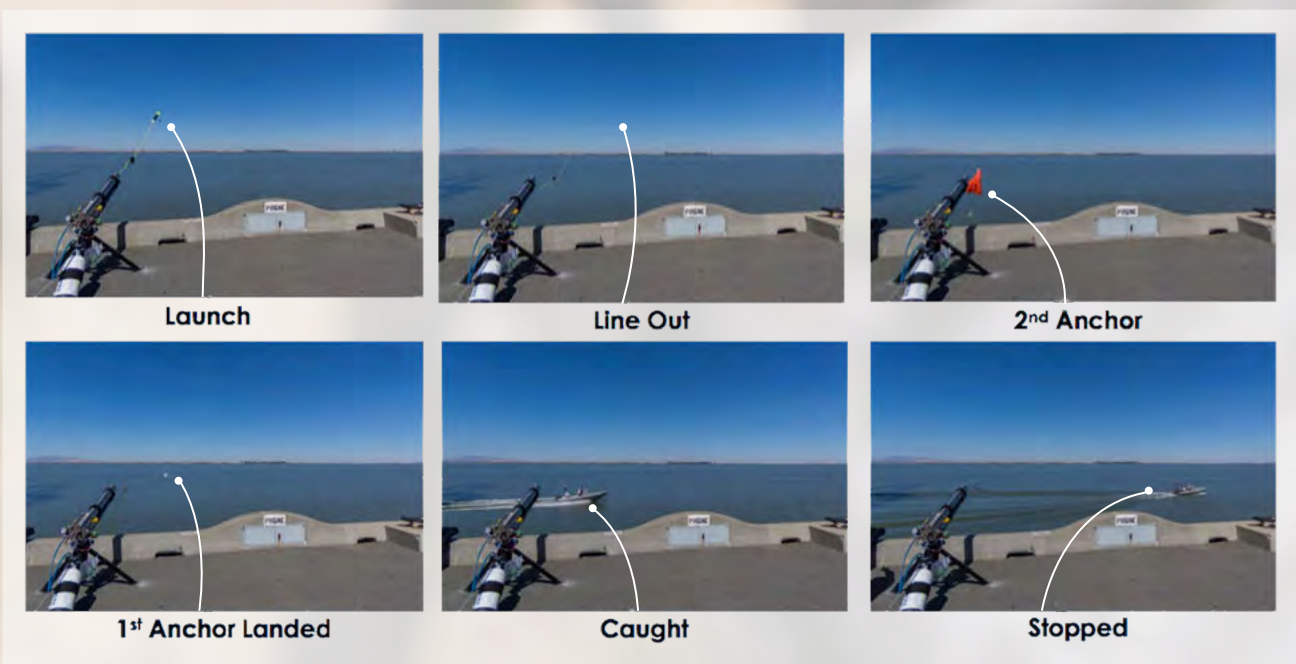 Launch
Line Out
2nd Anchor
1st Anchor Landed
Caught
Stopped